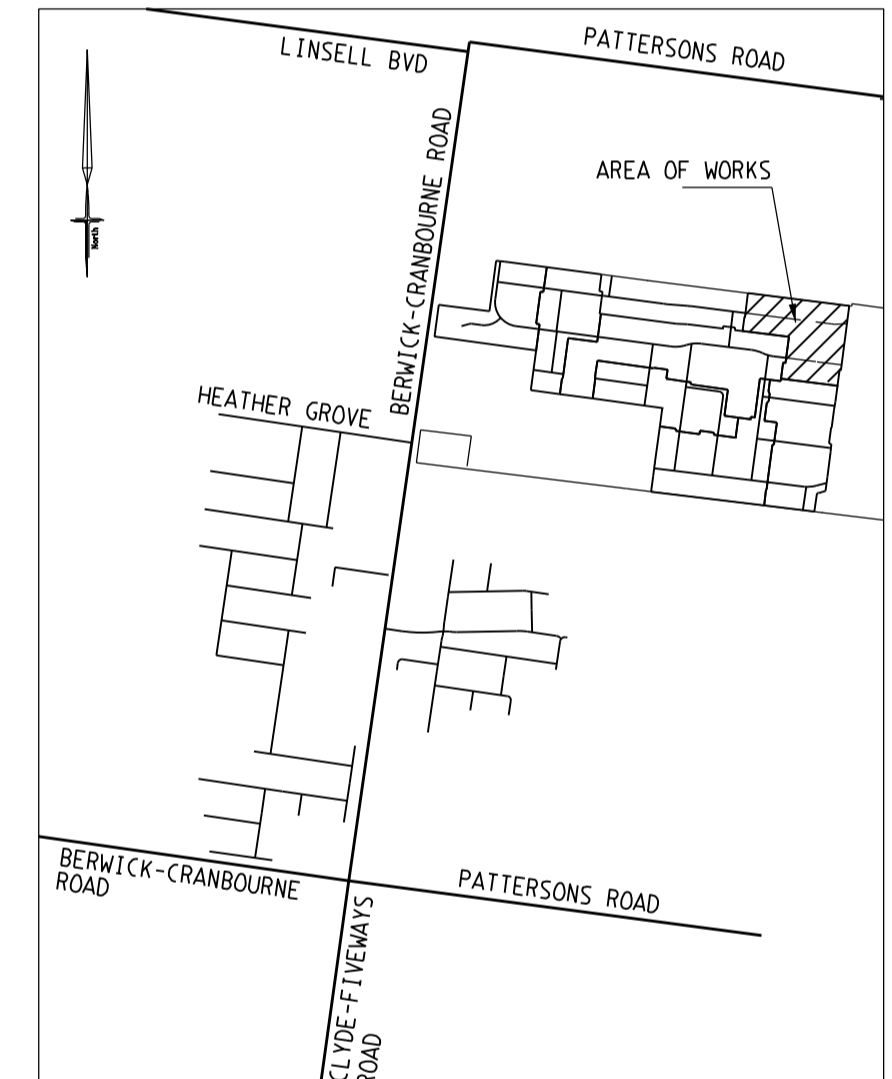 LINSELL BVD
PATTERSONS ROAD
AREA OF WORKS
North
BERWICK-CRANBOURNE ROAD
HEATHER GROVE
BERWICK-CRANBOURNE
ROAD
PATTERSONS ROAD
CLYDE-FIVEWAYS
ROAD